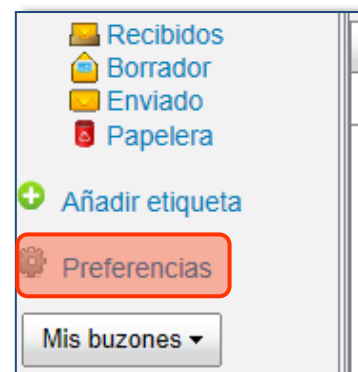 Recibidos
Borrador
Enviado
Papelera
Añadir etiqueta
Preferencias
Mis buzones